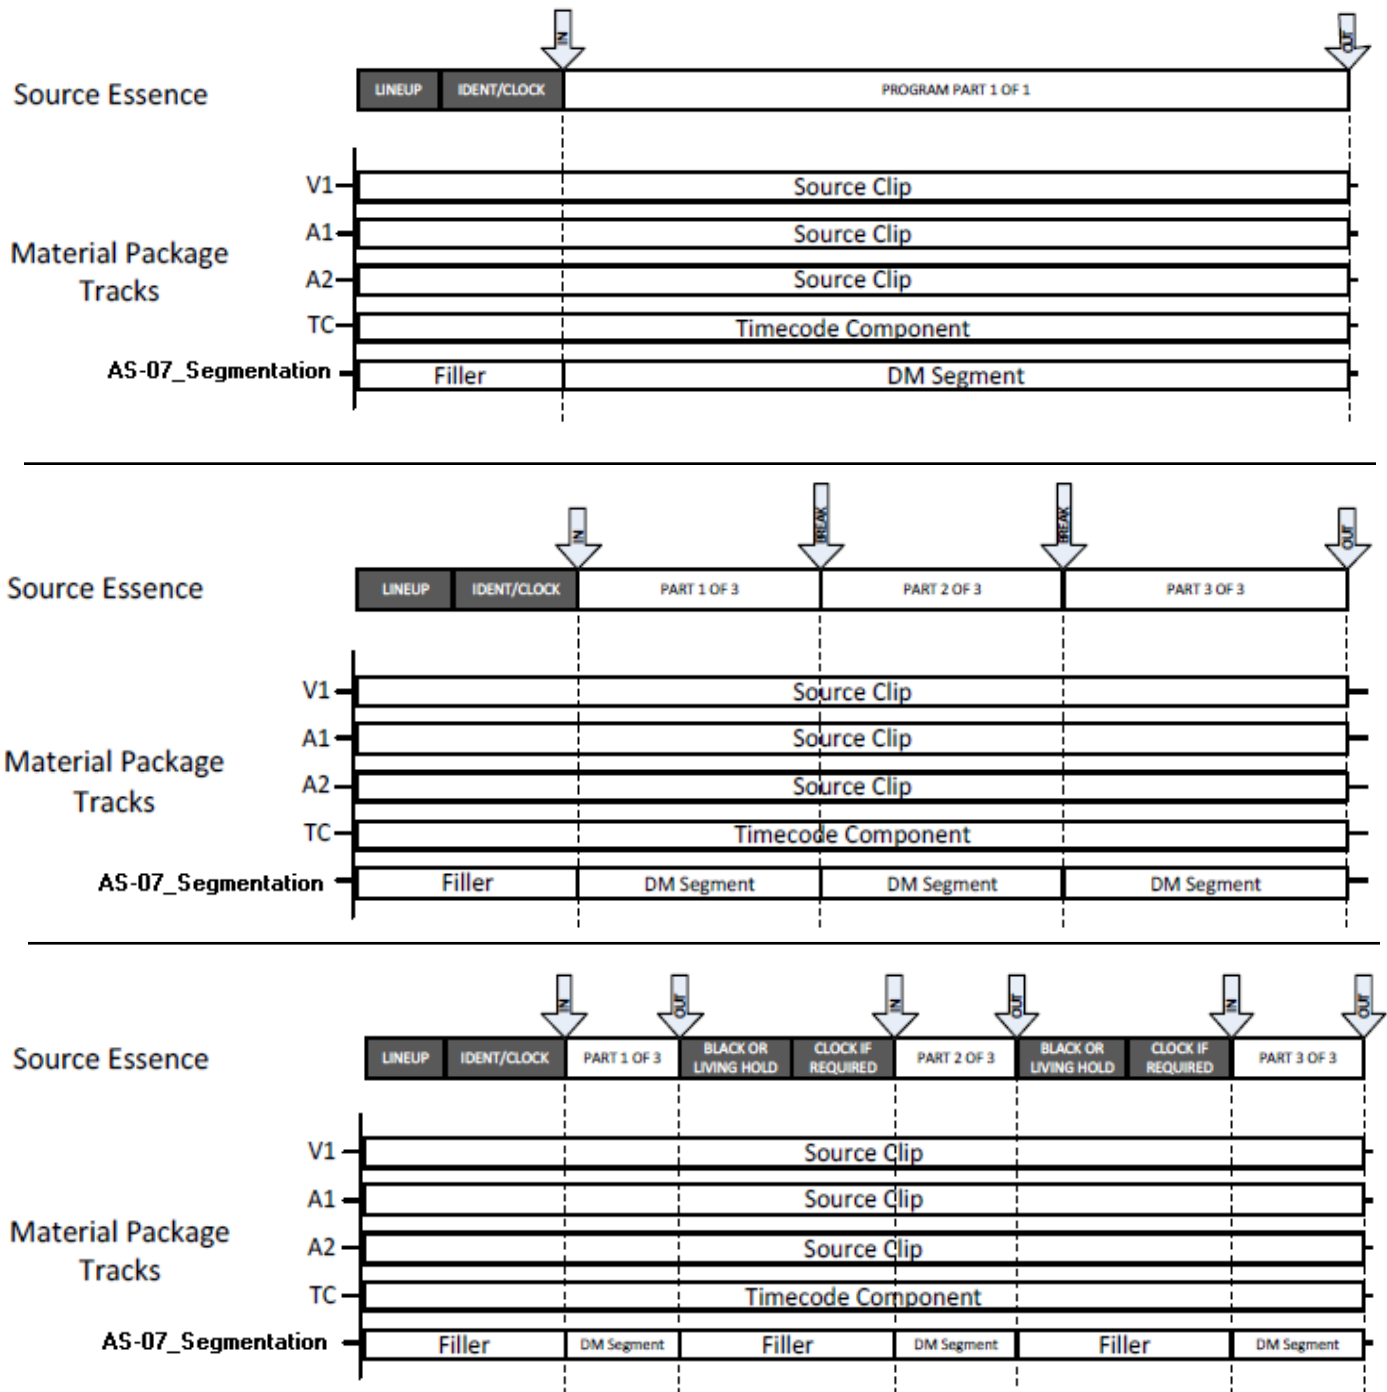 IN OUT
Source Essence LINEUP IDENT/CLOCK PROGRAM PART 1 OF 1
V1 Source Clip
A1 Source Clip
Material Package
Tracks
A2 Source Clip
TC Timecode Component
AS-07_Segmentation Filler DM Segment
IN BREAK BREAK OUT
Source Essence LINEUP IDENT/CLOCK PART 1 OF 3 PART 2 OF 3 PART 3 OF 3
V1 Source Clip
A1 Source Clip
Material Package
Tracks
A2 Source Clip
TC Timecode Component
AS-07_Segmentation Filler DM Segment DM Segment DM Segment
IN OUT IN OUT IN OUT
Source Essence LINEUP IDENT/CLOCK PART 1 OF 3 BLACK OR LIVING HOLD CLOCK IF REQUIRED PART 2 OF 3 BLACK OR LIVING HOLD CLOCK IF REQUIRED PART 3 OF 3
V1 Source Clip
A1 Source Clip
Material Package
Tracks
A2 Source Clip
TC Timecode Component
AS-07_Segmentation Filler DM Segment Filler DM Segment Filler DM Segment